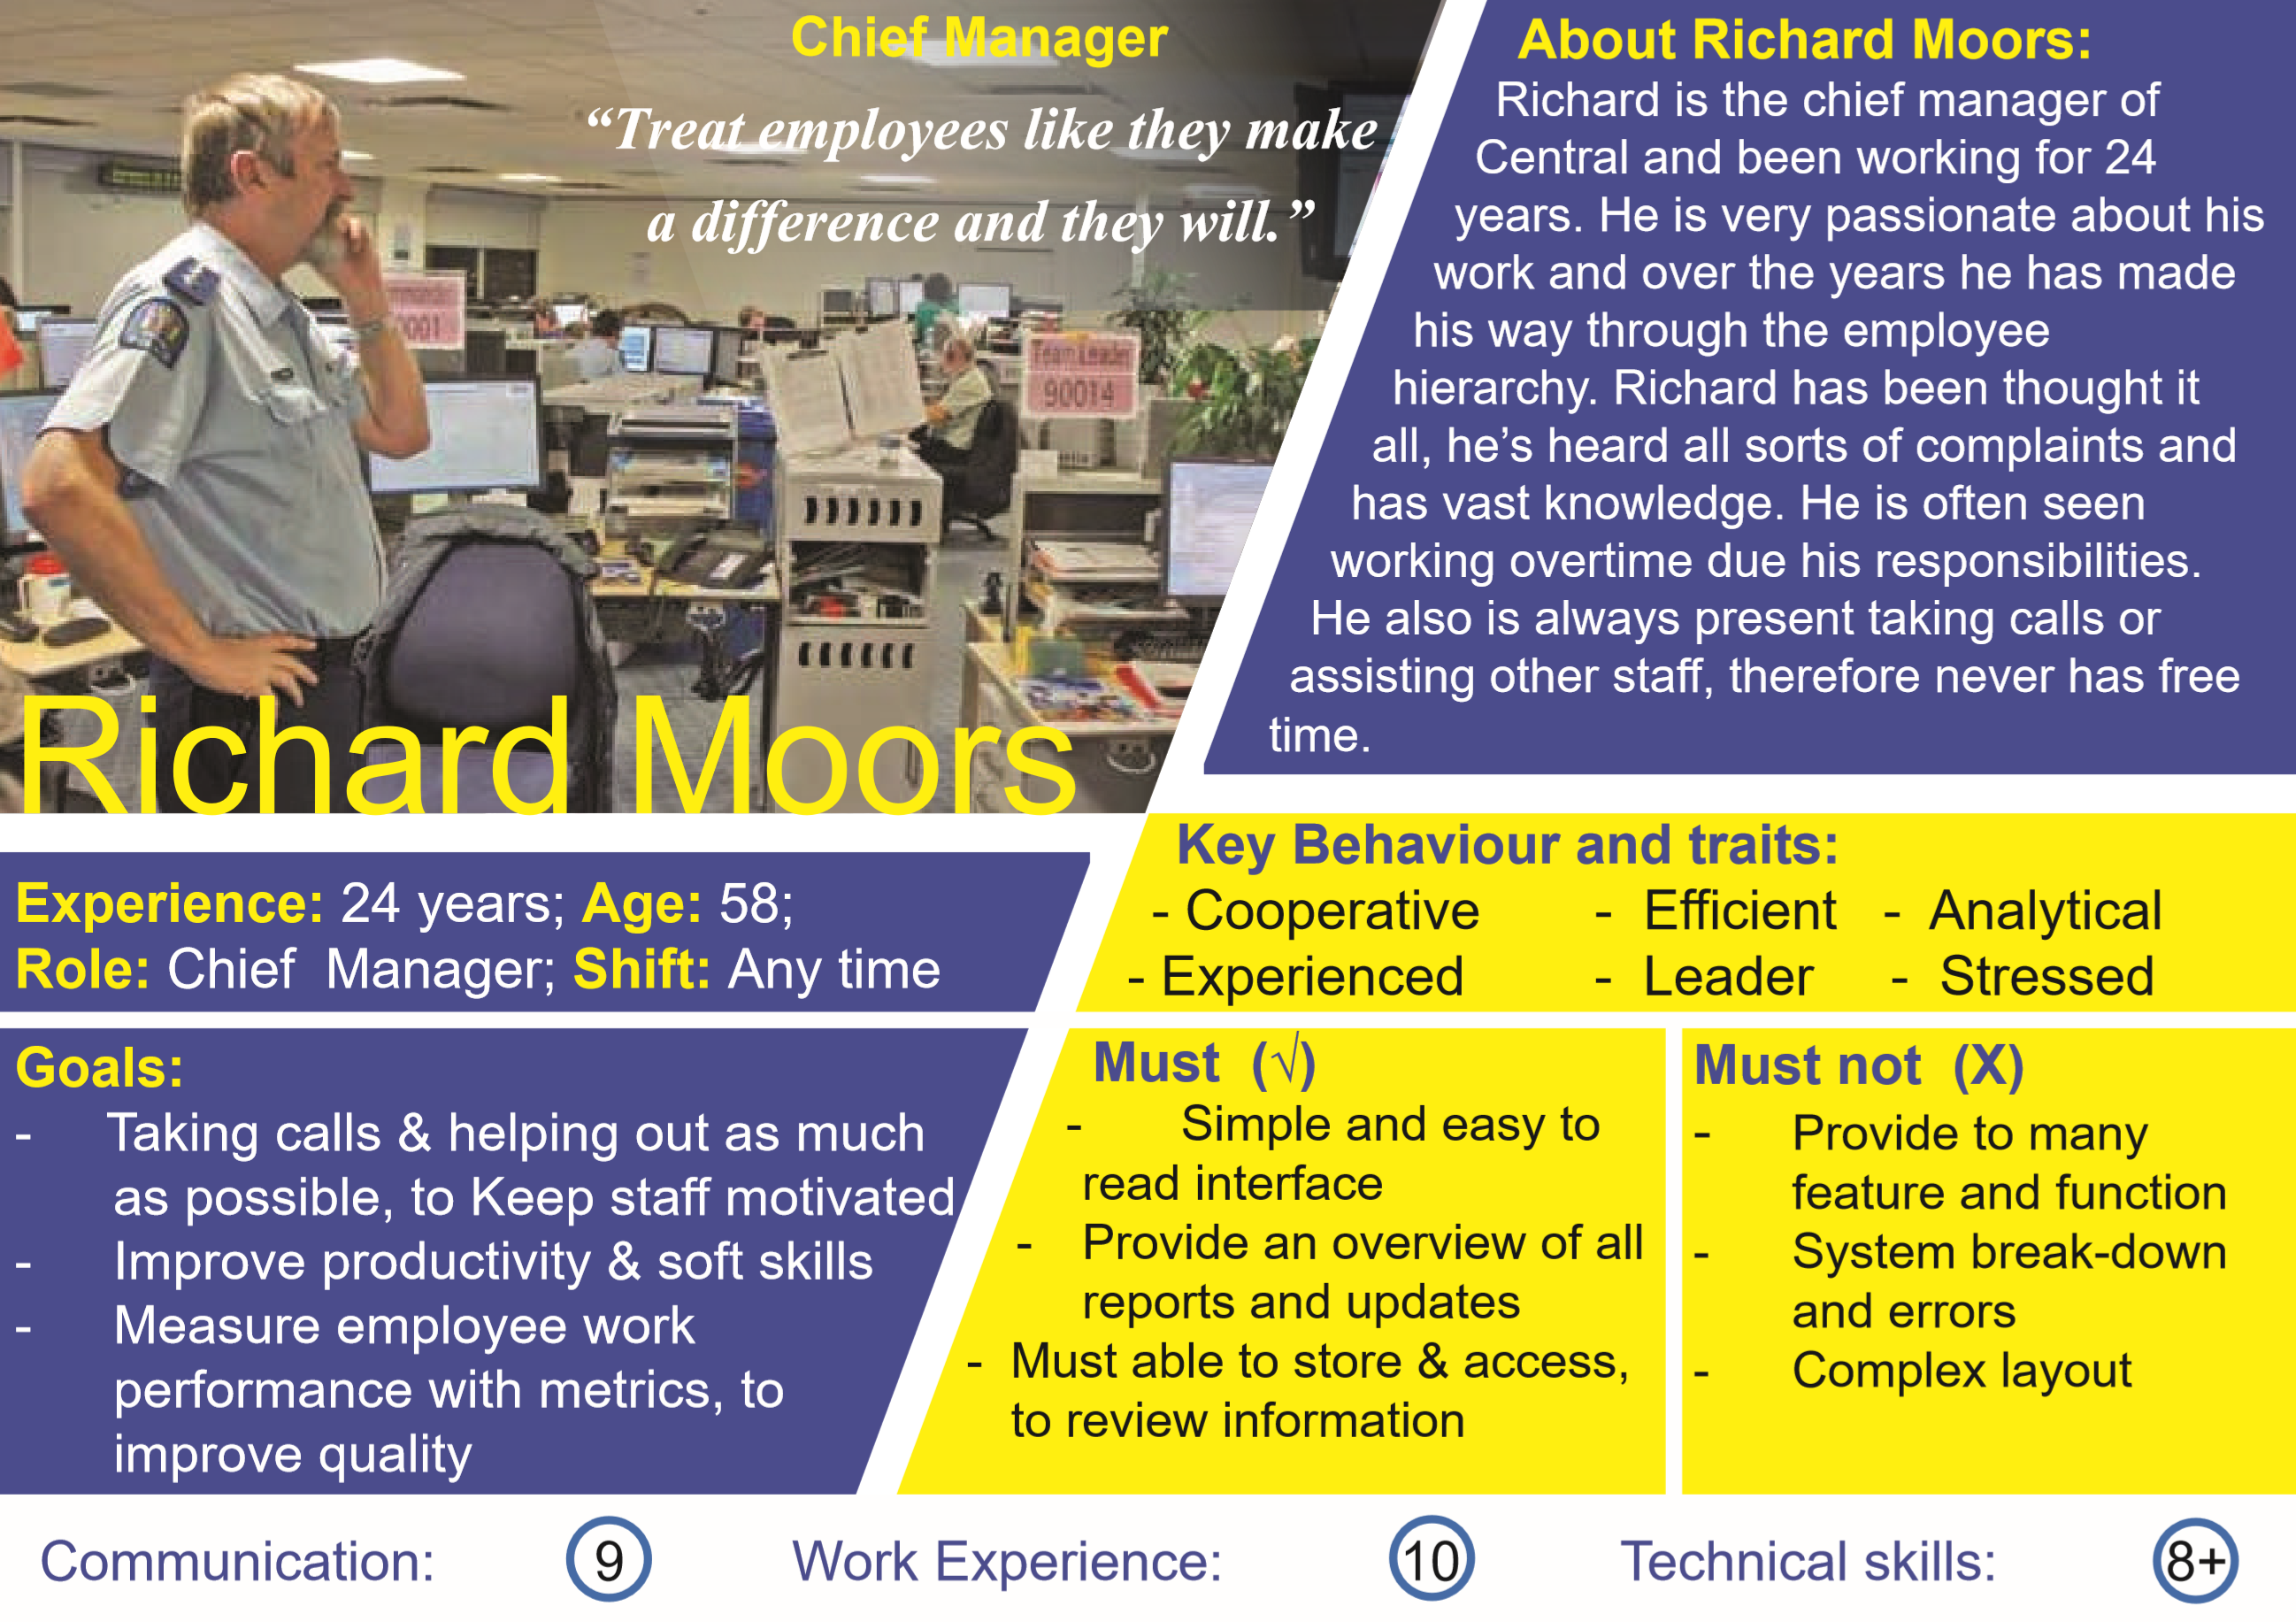 Chief Manager
“Treat employees like they make
a difference and they will.”
Team Leader
90014
Richard Moors
About Richard Moors:
Richard is the chief manager of
Central and been working for 24
years. He is very passionate about his
work and over the years he has made
his way through the employee
hierarchy. Richard has been thought it
all, he’s heard all sorts of complaints and
has vast knowledge. He is often seen
working overtime due his responsibilities.
He also is always present taking calls or
assisting other staff, therefore never has free
time.
Experience: 24 years; Age: 58;
Role: Chief Manager; Shift: Any time
Key Behaviour and traits:
- Cooperative - Efficient - Analytical
- Experienced - Leader - Stressed
Goals:
- Taking calls & helping out as much
as possible, to Keep staff motivated
- Improve productivity & soft skills
- Measure employee work
performance with metrics, to
improve quality
Must (√)
- Simple and easy to
read interface
- Provide an overview of all
reports and updates
- Must able to store & access,
to review information
Must not (X)
- Provide to many
feature and function
- System break-down
and errors
- Complex layout
Communication: 9 Work Experience: 10 Technical skills: 8+